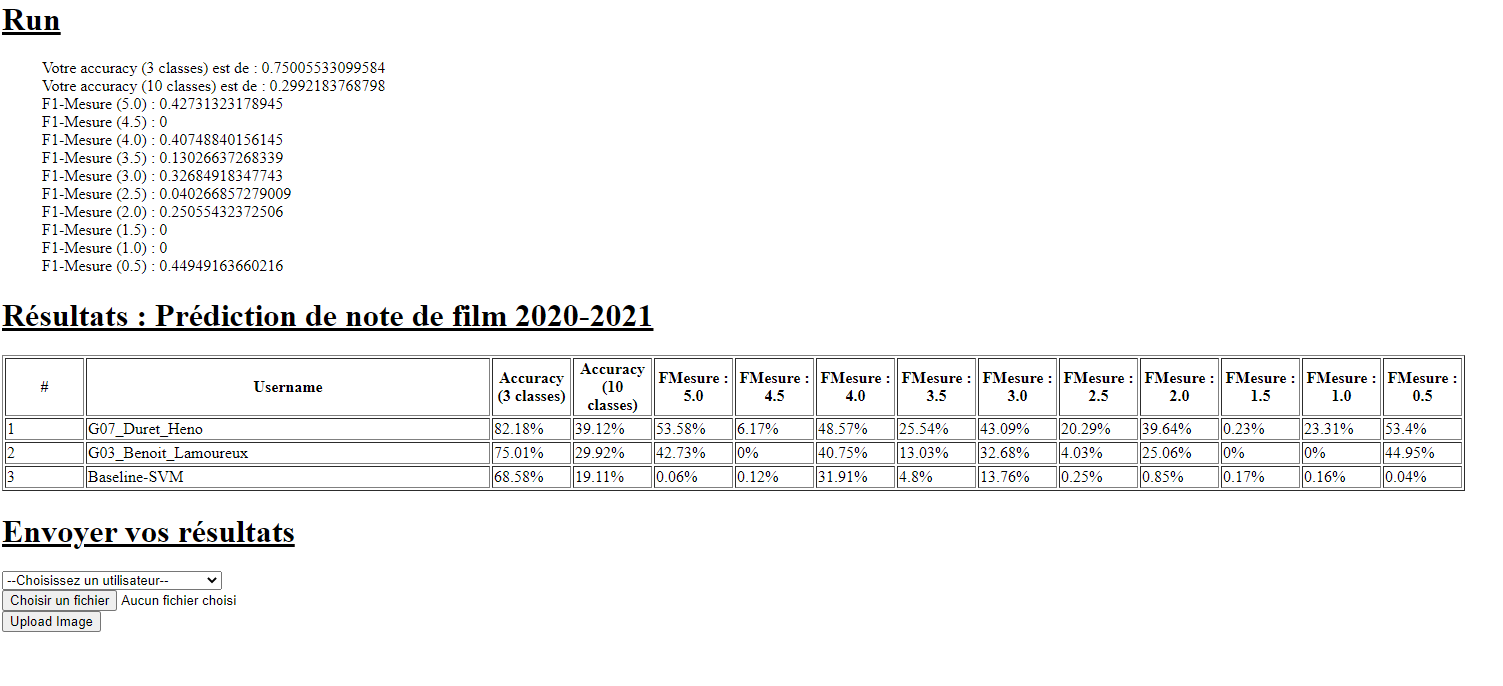 Run
Votre accuracy (3 classes) est de : 0.75005533099584
Votre accuracy (10 classes) est de : 0.2992183768798
F1-Mesure (5.0) : 0.42731323178945
F1-Mesure (4.5) : 0
F1-Mesure (4.0) : 0.40748840156145
F1-Mesure (3.5) : 0.13026637268339
F1-Mesure (3.0) : 0.32684918347743
F1-Mesure (2.5) : 0.040266857279009
F1-Mesure (2.0) : 0.25055432372506
F1-Mesure (1.5) : 0
F1-Mesure (1.0) : 0
F1-Mesure (0.5) : 0.44949163660216
Résultats : Prédiction de note de film 2020-2021
# Username Accuracy (3 classes) Accuracy (10 classes) FMesure : 5.0 FMesure : 4.5 FMesure : 4.0 FMesure : 3.5 FMesure : 3.0 FMesure : 2.5 FMesure : 2.0 FMesure : 1.5 FMesure : 1.0 FMesure : 0.5
1 G07_Duret_Heno 82.18% 39.12% 53.58% 6.17% 48.57% 25.54% 43.09% 20.29% 39.64% 0.23% 23.31% 53.4%
2 G03_Benoit_Lamoureux 75.01% 29.92% 42.73% 0% 40.75% 13.03% 32.68% 4.03% 25.06% 0% 0% 44.95%
3 Baseline-SVM 68.58% 19.11% 0.06% 0.12% 31.91% 4.8% 13.76% 0.25% 0.85% 0.17% 0.16% 0.04%
Envoyer vos résultats
--Choisissez un utilisateur--
Choisir un fichier Aucun fichier choisi
Upload Image